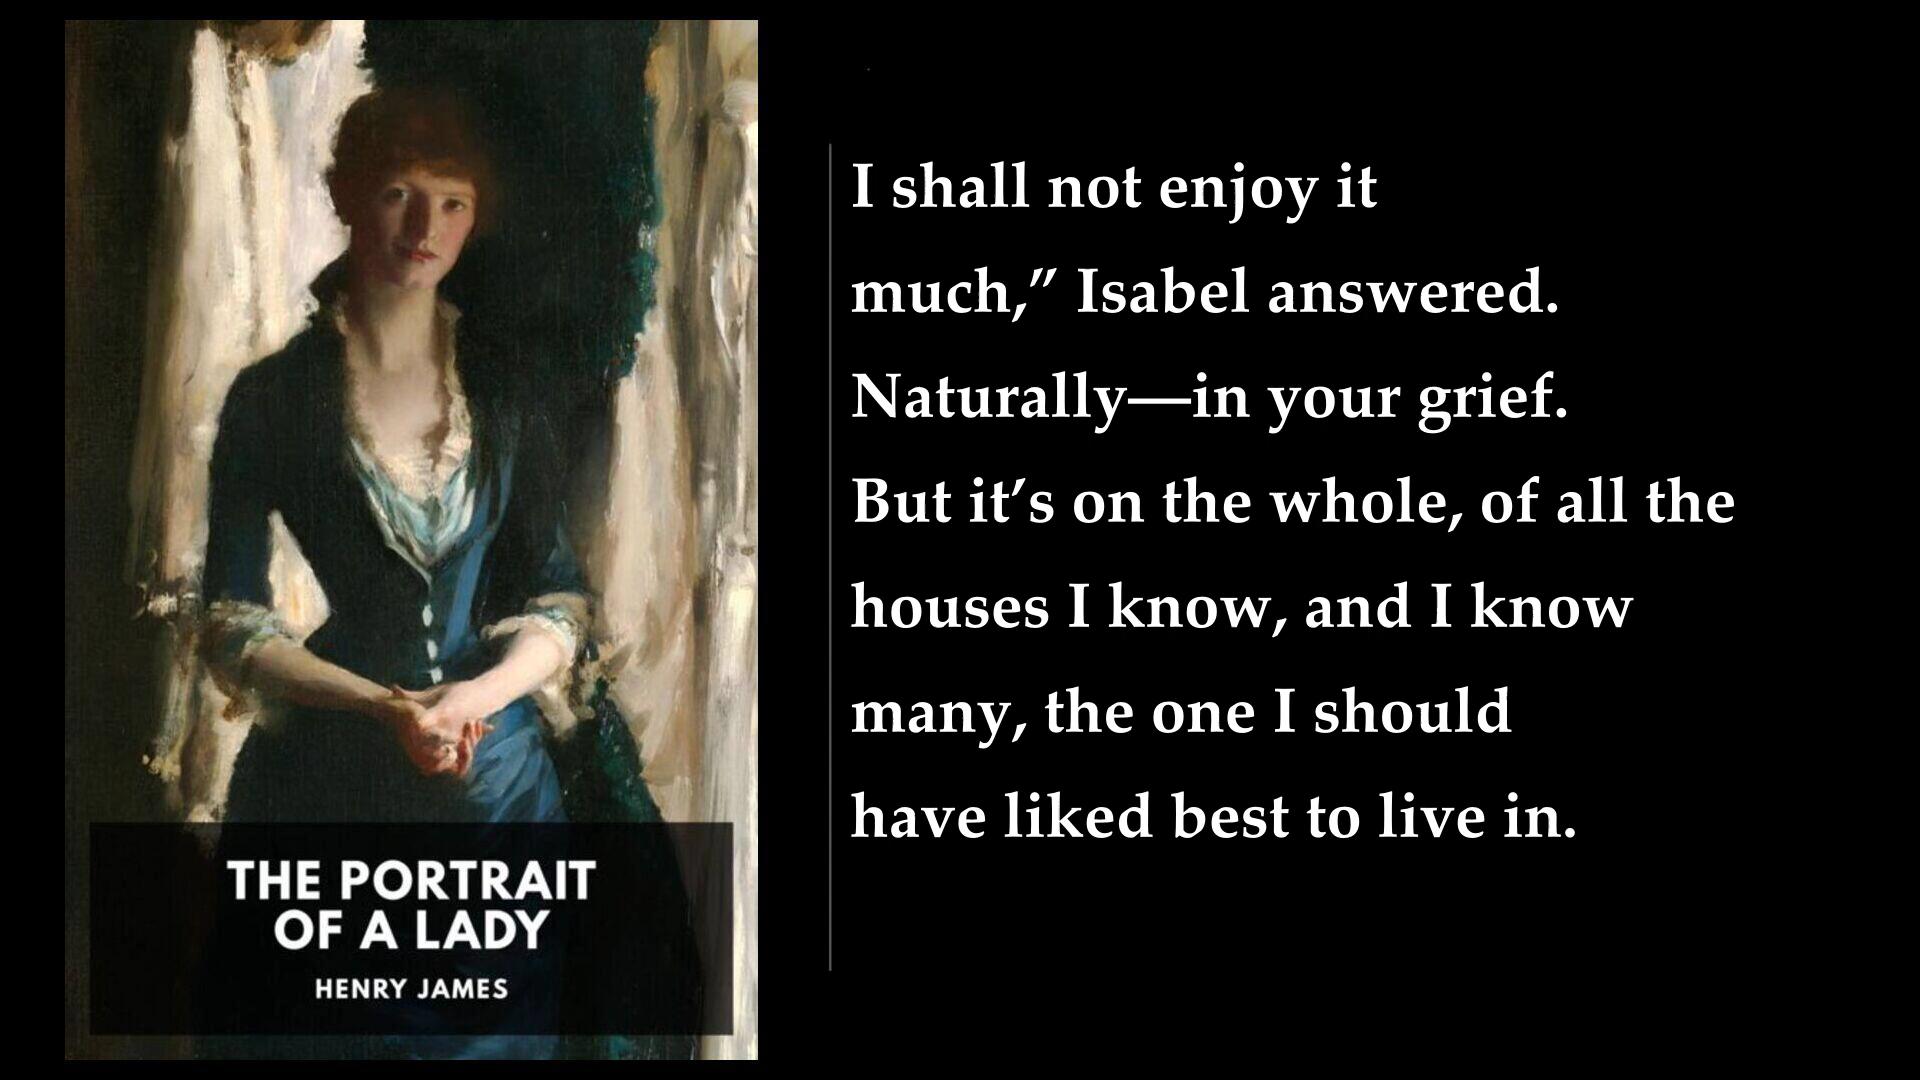 THE PORTRAIT
OF A LADY
HENRY JAMES
I shall not enjoy it
much,” Isabel answered.
Naturally—in your grief.
But it’s on the whole, of all the
houses I know, and I know
many, the one I should
have liked best to live in.